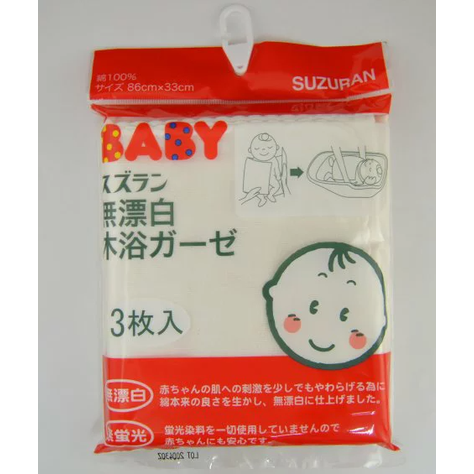 綿100%
サイズ 86cm×33cm
SUZURAN
BABY
スズラン
無漂白
沐浴ガーゼ
3枚入
無漂白
赤ちゃんの肌への刺激を少しでもやわらげる為に
綿本来の良さを生かし、無漂白に仕上げました。
無蛍光
蛍光染料を一切使用していませんので
赤ちゃんにも安心です。